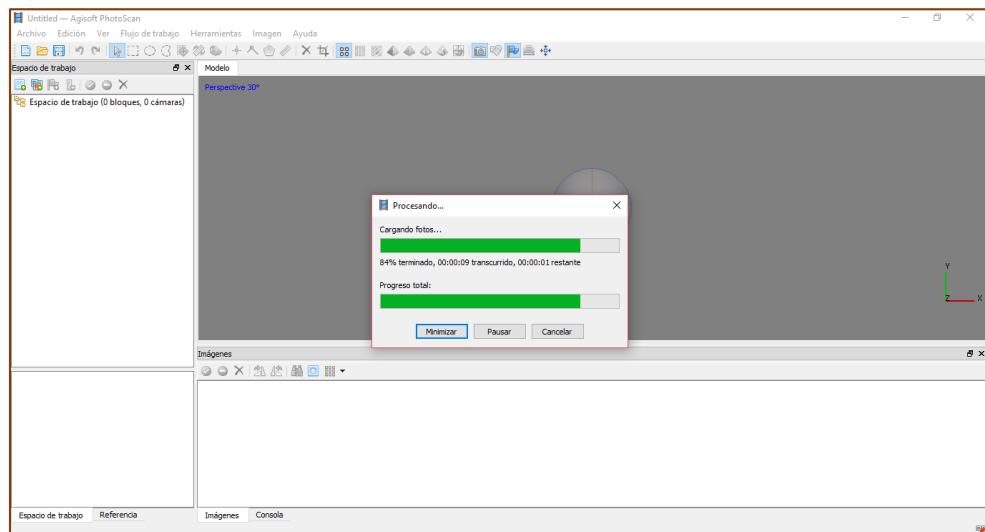 Untitled — Agisoft PhotoScan
Archivo Edición Ver Flujo de trabajo Herramientas Imagen Ayuda
Espacio de trabajo
Modelo
Espacio de trabajo (0 bloques, 0 cámaras)
Perspective 30°
Procesando...
Cargando fotos...
84% terminado, 00:00:09 transcurrido, 00:00:01 restante
Progreso total:
Minimizar Pausar Cancelar
Y
Z X
Imágenes
Espacio de trabajo Referencia
Imágenes Consola